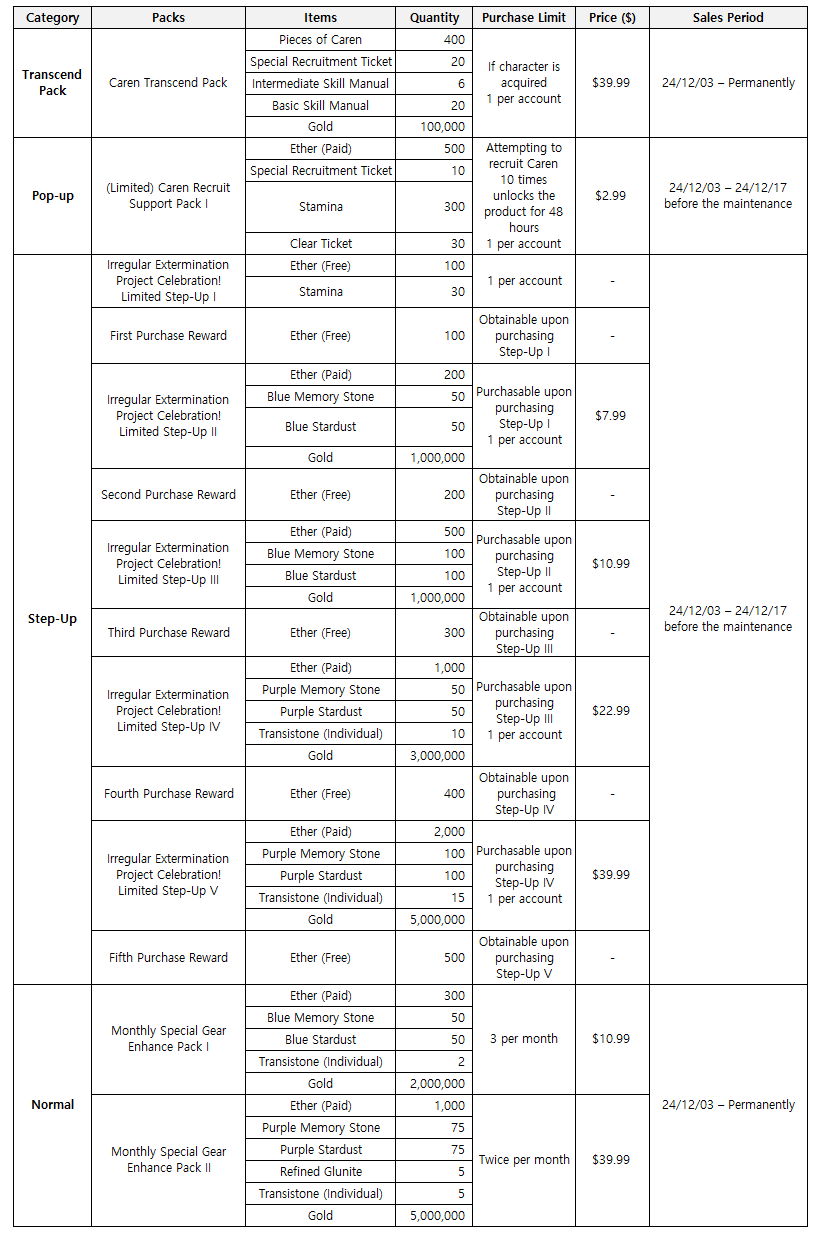 Category Packs Items Quantity Purchase Limit Price ($) Sales Period
Transcend
Pack
Caren Transcend Pack
Pieces of Caren 400
Special Recruitment Ticket 20
Intermediate Skill Manual 6
Basic Skill Manual 20
Gold 100,000
If character is
acquired
1 per account
$39.99
24/12/03 – Permanently
Pop-up
(Limited) Caren Recruit
Support Pack I
Ether (Paid) 500
Special Recruitment Ticket 10
Stamina 300
Clear Ticket 30
Attempting to
recruit Caren
10 times
unlocks the
product for 48
hours
1 per account
$2.99
24/12/03 – 24/12/17
before the maintenance
Step-Up
Irregular Extermination
Project Celebration!
Limited Step-Up I
Ether (Free) 100
Stamina 30
1 per account
-
First Purchase Reward
Ether (Free) 100
Obtainable upon
purchasing
Step-Up I
-
Irregular Extermination
Project Celebration!
Limited Step-Up II
Ether (Paid) 200
Blue Memory Stone 50
Blue Stardust 50
Gold 1,000,000
Purchasable upon
purchasing
Step-Up I
1 per account
$7.99
Second Purchase Reward
Ether (Free) 200
Obtainable upon
purchasing
Step-Up II
-
Irregular Extermination
Project Celebration!
Limited Step-Up III
Ether (Paid) 500
Blue Memory Stone 100
Blue Stardust 100
Gold 1,000,000
Purchasable upon
purchasing
Step-Up II
1 per account
$10.99
Third Purchase Reward
Ether (Free) 300
Obtainable upon
purchasing
Step-Up III
-
Irregular Extermination
Project Celebration!
Limited Step-Up IV
Ether (Paid) 1,000
Purple Memory Stone 50
Purple Stardust 50
Transistone (Individual) 10
Gold 3,000,000
Purchasable upon
purchasing
Step-Up III
1 per account
$22.99
Fourth Purchase Reward
Ether (Free) 400
Obtainable upon
purchasing
Step-Up IV
-
Irregular Extermination
Project Celebration!
Limited Step-Up V
Ether (Paid) 2,000
Purple Memory Stone 100
Purple Stardust 100
Transistone (Individual) 15
Gold 5,000,000
Purchasable upon
purchasing
Step-Up IV
1 per account
$39.99
Fifth Purchase Reward
Ether (Free) 500
Obtainable upon
purchasing
Step-Up V
-
24/12/03 – 24/12/17
before the maintenance
Normal
Monthly Special Gear
Enhance Pack I
Ether (Paid) 300
Blue Memory Stone 50
Blue Stardust 50
Transistone (Individual) 2
Gold 2,000,000
3 per month
$10.99
Monthly Special Gear
Enhance Pack II
Ether (Paid) 1,000
Purple Memory Stone 75
Purple Stardust 75
Refined Glunite 5
Transistone (Individual) 5
Gold 5,000,000
Twice per month
$39.99
24/12/03 – Permanently